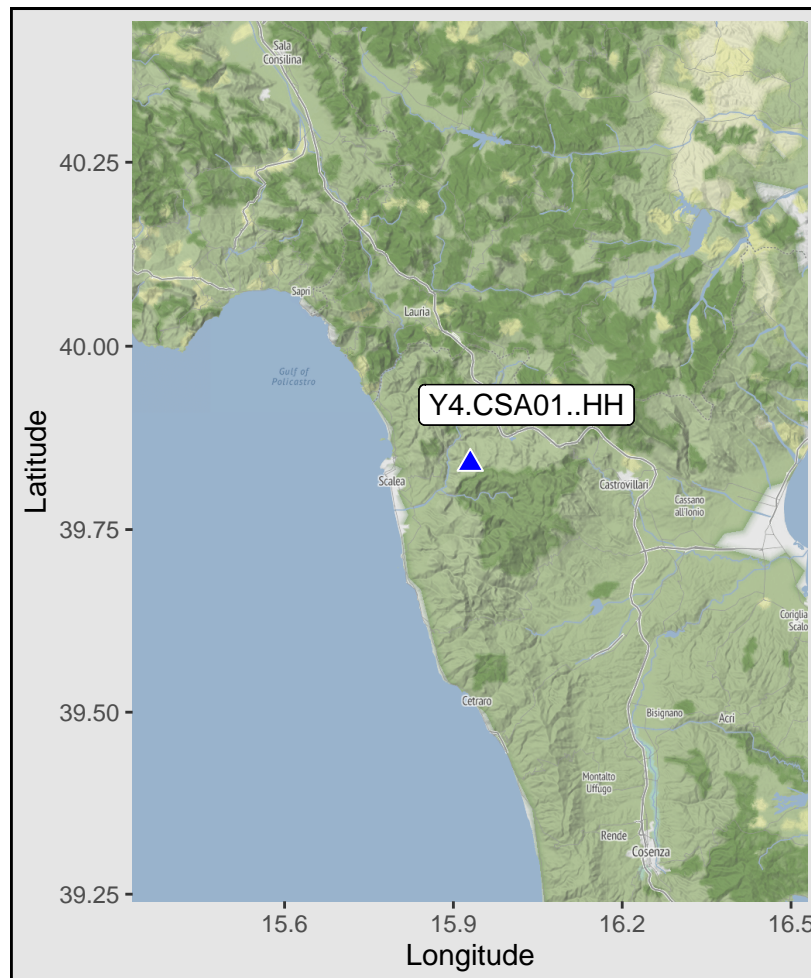 Sala
Consilina
40.25
Sapri
Lauria
40.00
Gulf of
Policastro
Y4.CSA01..HH
Latitude
Scalea
Castrovillari
Cassano
all'Ionio
39.75
Coriglia
Scalo
39.50
Cetraro
Bisignano
Acri
Montalto
Uffugo
Rende
Cosenza
39.25
15.6
15.9
16.2
16.5
Longitude